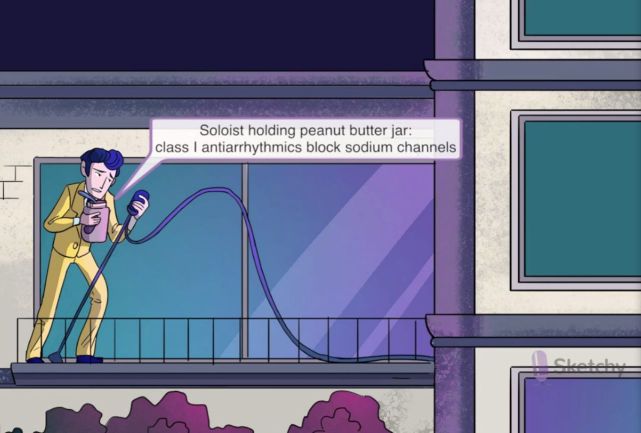 Soloist holding peanut butter jar:
class I antiarrhythmics block sodium channels
Sketchy